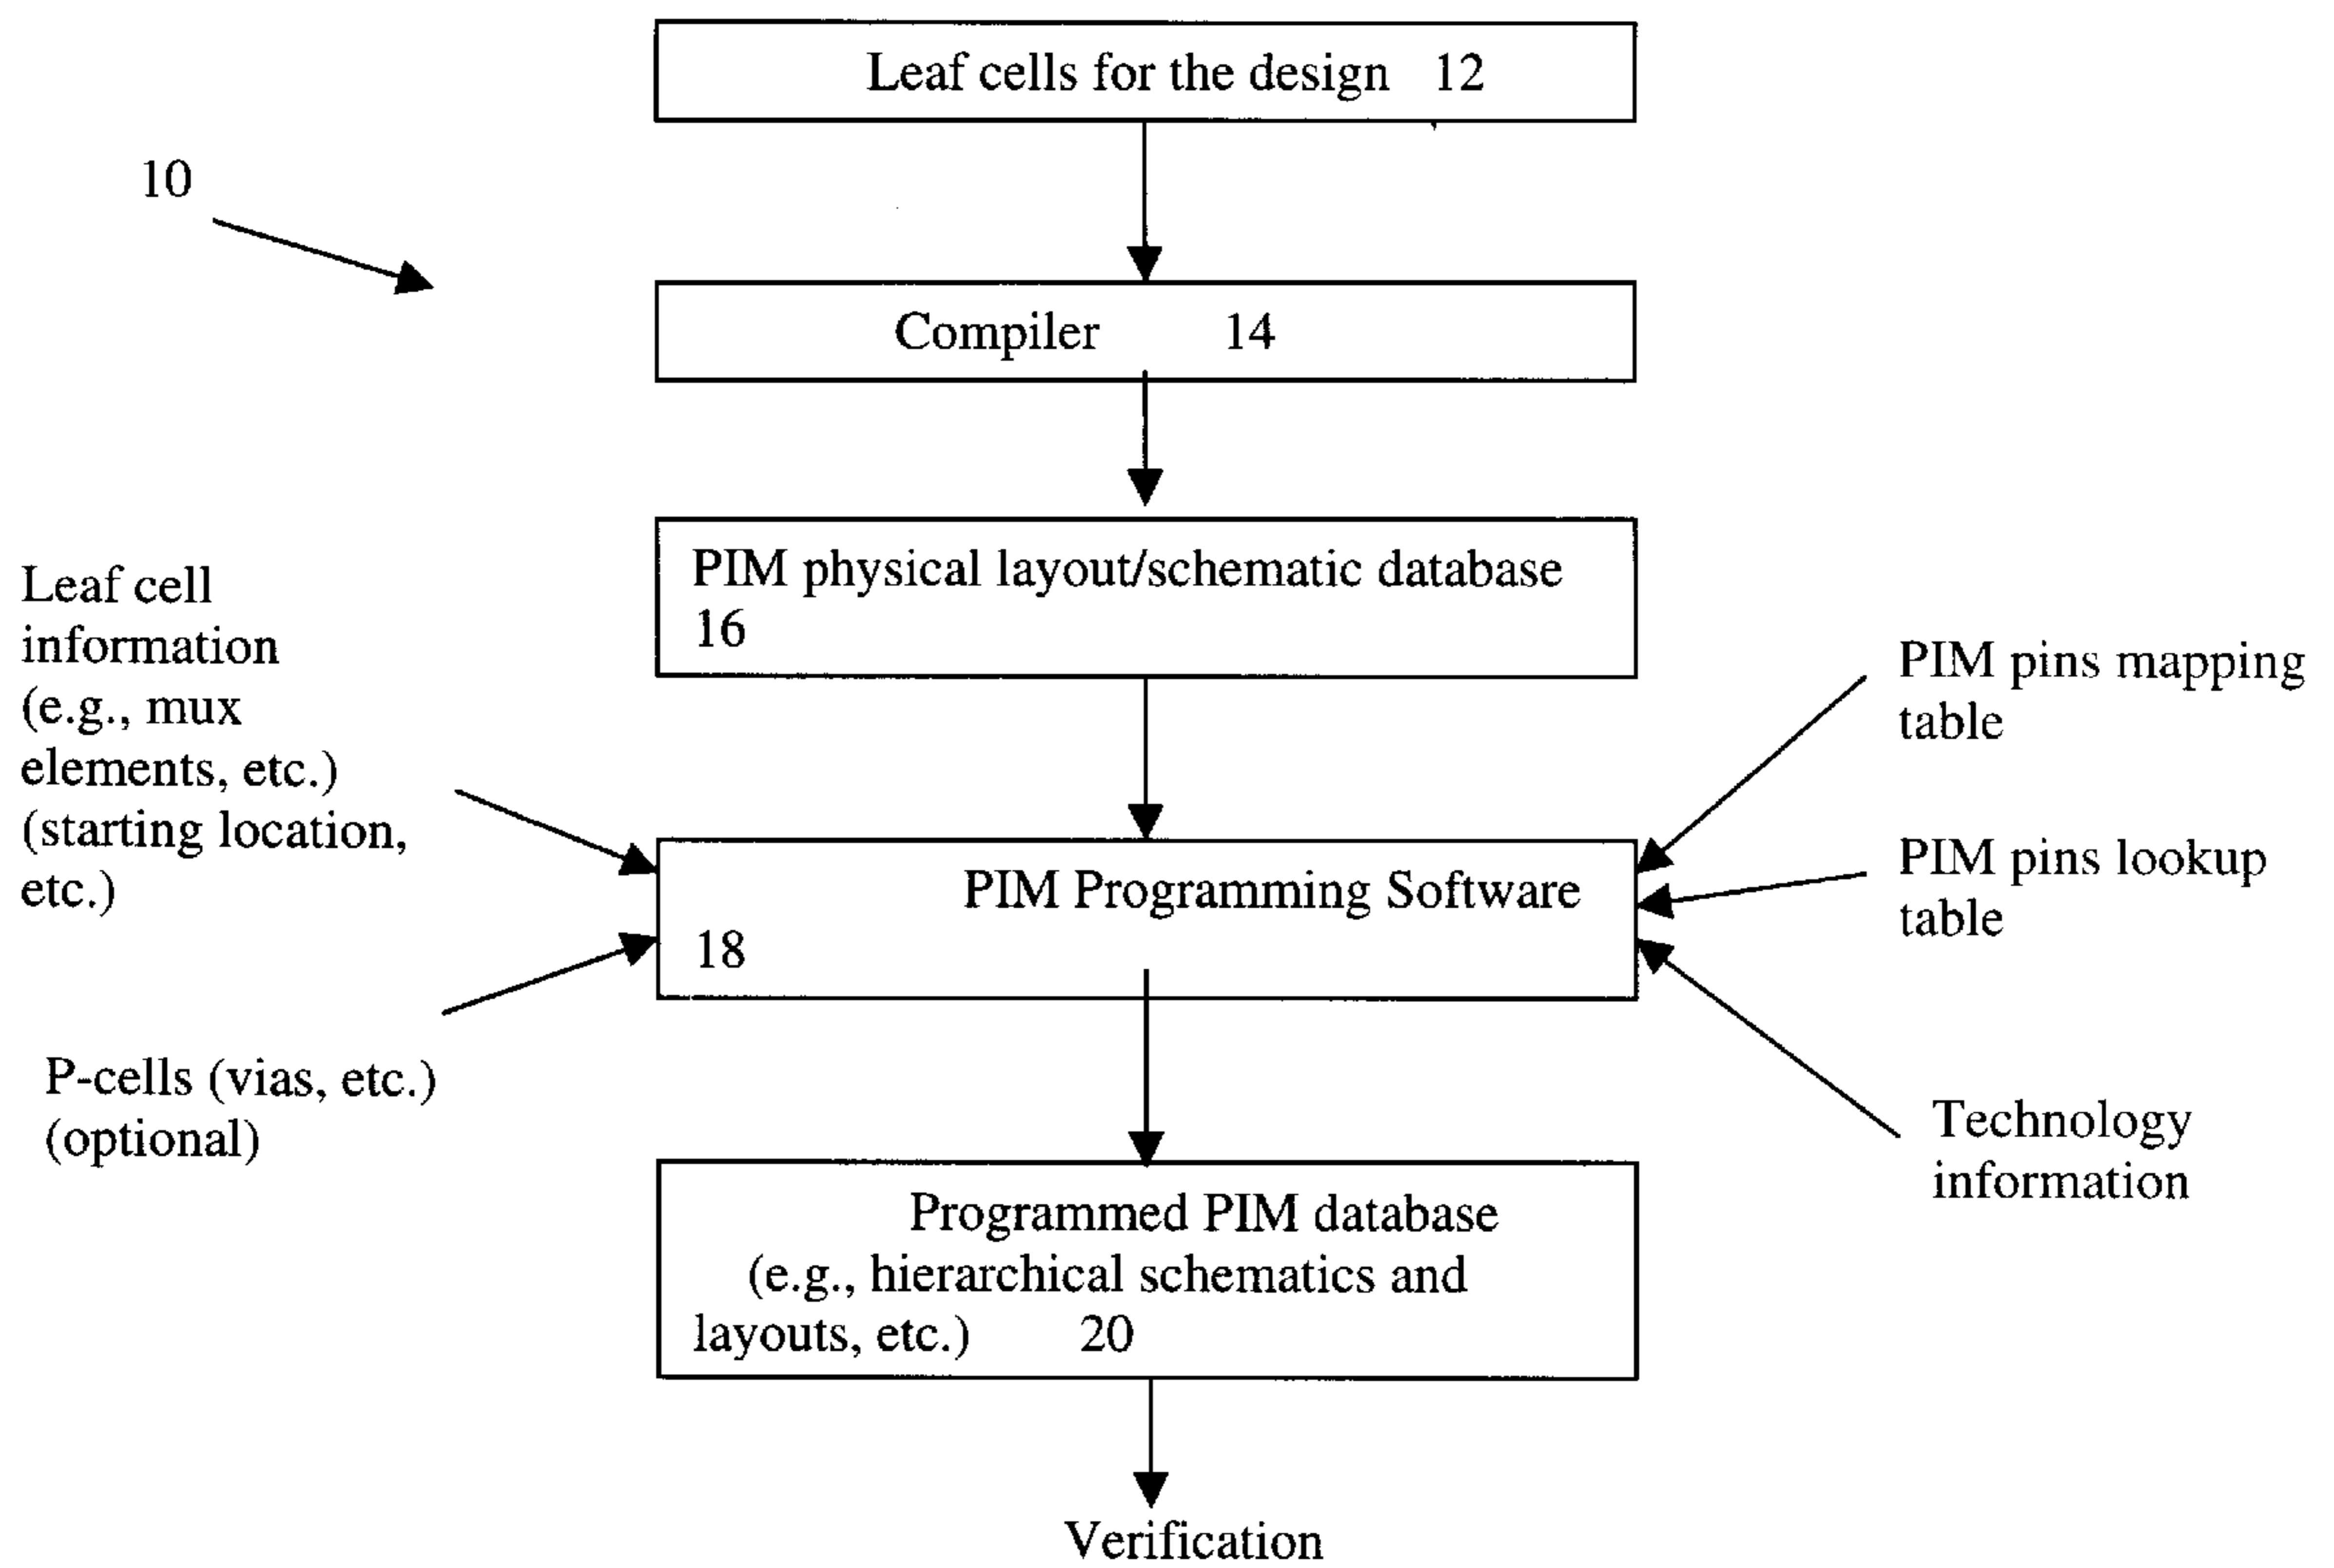 Leaf cells for the design 12
10
Compiler 14
PIM physical layout/schematic database
16
Leaf cell
information
(e.g., mux
elements, etc.)
(starting location,
etc.)
PIM pins mapping
table
PIM Programming Software
18
PIM pins lookup
table
P-cells (vias, etc.)
(optional)
Technology
information
Programmed PIM database
(e.g., hierarchical schematics and
layouts, etc.) 20
Verification